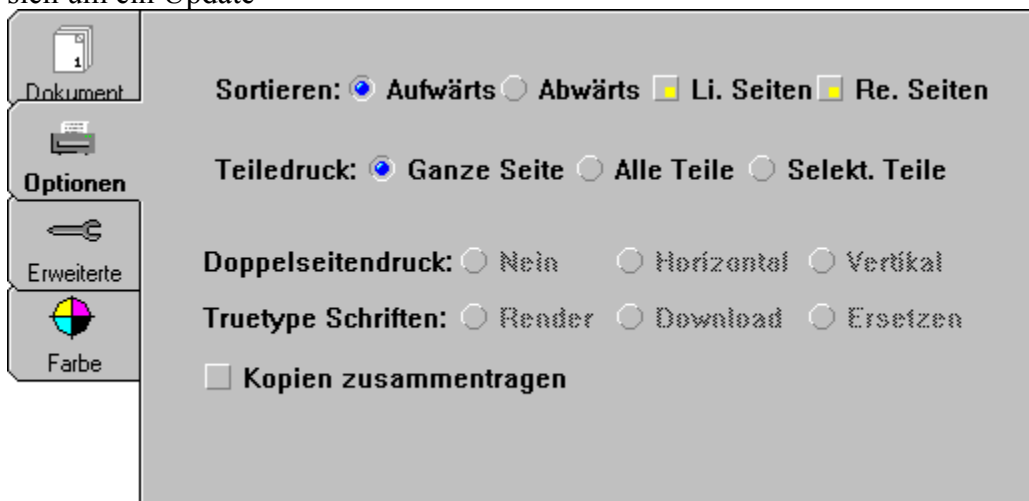 sich um ein Update
1
Dokument
Optionen
Erweiterte
Farbe
Sortieren: Aufwärts Abwärts Li. Seiten Re. Seiten
Teiledruck: Ganze Seite Alle Teile Selekt. Teile
Doppelseitendruck: Nein Horizontal Vertikal
Truetype Schriften: Render Download Ersetzen
Kopien zusammentragen